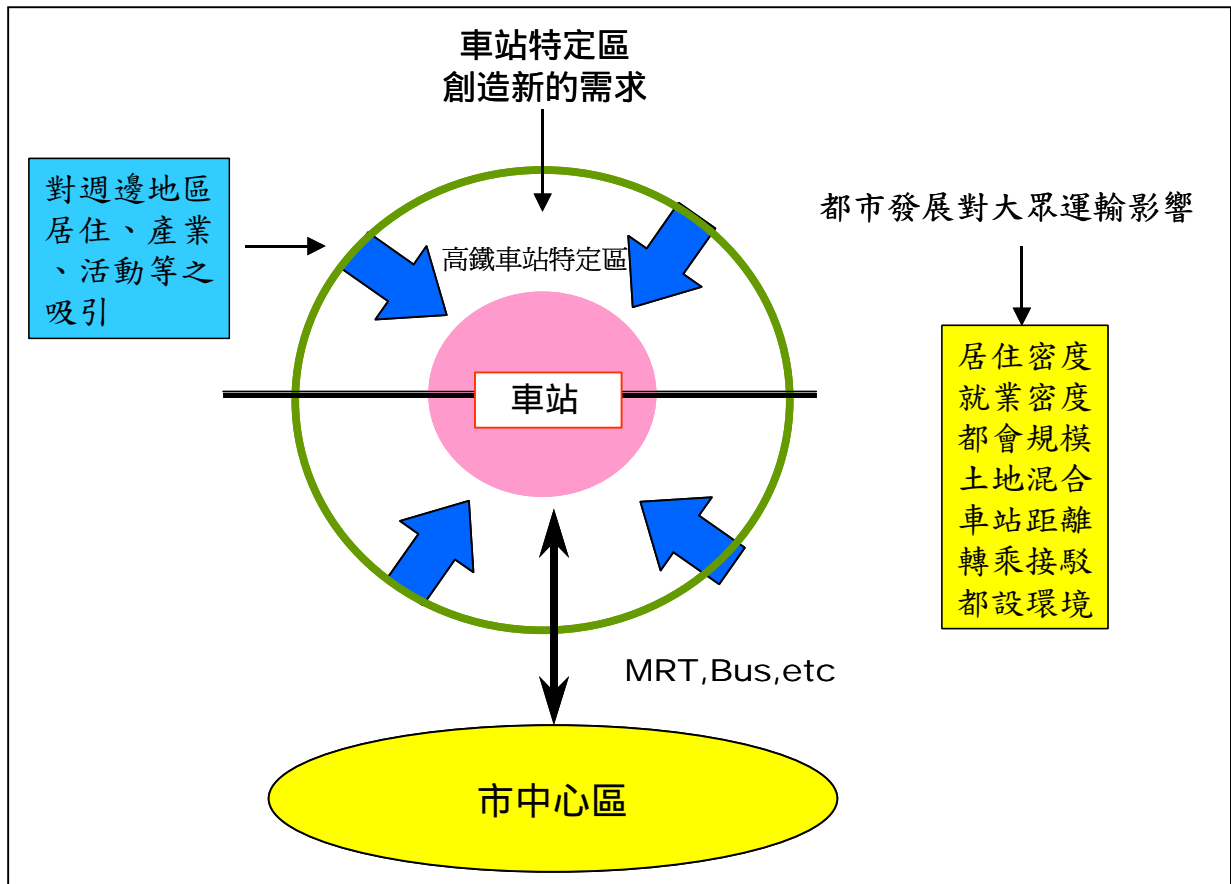 車站特定區
創造新的需求
對週邊地區
居住、產業
、活動等之
吸引
高鐵車站特定區
車站
都市發展對大眾運輸影響
居住密度
就業密度
都會規模
土地混合
車站距離
轉乘接駁
都設環境
MRT,Bus,etc
市中心區